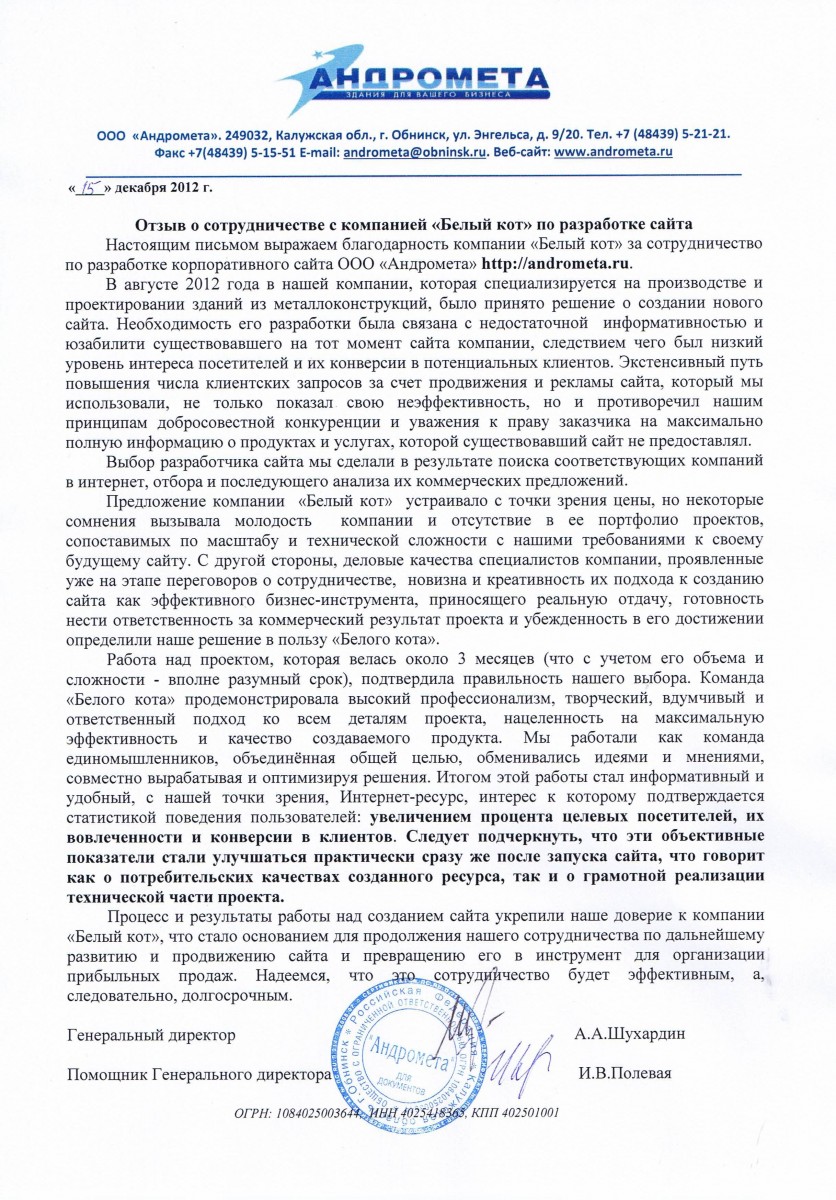 АНДРОМЕТА
ЗДАНИЯ ДЛЯ ВАШЕГО БИЗНЕСА
ООО «Андромета». 249032, Калужская обл., г. Обнинск, ул. Энгельса, д. 9/20. Тел. +7 (48439) 5-21-21.
Факс +7(48439) 5-15-51 E-mail: andrometa@obninsk.ru. Веб-сайт: www.andrometa.ru
«15» декабря 2012 г.
Отзыв о сотрудничестве с компанией «Белый кот» по разработке сайта
Настоящим письмом выражаем благодарность компании «Белый кот» за сотрудничество
по разработке корпоративного сайта ООО «Андромета» http://andrometa.ru.
В августе 2012 года в нашей компании, которая специализируется на производстве и
проектировании зданий из металлоконструкций, было принято решение о создании нового
сайта. Необходимость его разработки была связана с недостаточной информативностью и
юзабилити существовавшего на тот момент сайта компании, следствием чего был низкий
уровень интереса посетителей и их конверсии в потенциальных клиентов. Экстенсивный путь
повышения числа клиентских запросов за счет продвижения и рекламы сайта, который мы
использовали, не только показал свою неэффективность, но и противоречил нашим
принципам добросовестной конкуренции и уважения к праву заказчика на максимально
полную информацию о продуктах и услугах, которой существовавший сайт не предоставлял.
Выбор разработчика сайта мы сделали в результате поиска соответствующих компаний
в интернет, отбора и последующего анализа их коммерческих предложений.
Предложение компании «Белый кот» устраивало с точки зрения цены, но некоторые
сомнения вызывала молодость компании и отсутствие в ее портфолио проектов,
сопоставимых по масштабу и технической сложности с нашими требованиями к своему
будущему сайту. С другой стороны, деловые качества специалистов компании, проявленные
уже на этапе переговоров о сотрудничестве, новизна и креативность их подхода к созданию
сайта как эффективного бизнес-инструмента, приносящего реальную отдачу, готовность
нести ответственность за коммерческий результат проекта и убежденность в его достижении
определили наше решение в пользу «Белого кота».
Работа над проектом, которая велась около 3 месяцев (что с учетом его объема и
сложности - вполне разумный срок), подтвердила правильность нашего выбора. Команда
«Белого кота» продемонстрировала высокий профессионализм, творческий, вдумчивый и
ответственный подход ко всем деталям проекта, нацеленность на максимальную
эффективность и качество создаваемого продукта. Мы работали как команда
единомышленников, объединённая общей целью, обменивались идеями и мнениями,
совместно вырабатывая и оптимизируя решения. Итогом этой работы стал информативный и
удобный, с нашей точки зрения, Интернет-ресурс, интерес к которому подтверждается
статистикой поведения пользователей: увеличением процента целевых посетителей, их
вовлеченности и конверсии в клиентов. Следует подчеркнуть, что эти объективные
показатели стали улучшаться практически сразу же после запуска сайта, что говорит
как о потребительских качествах созданного ресурса, так и о грамотной реализации
технической части проекта.
Процесс и результаты работы над созданием сайта укрепили наше доверие к компании
«Белый кот», что стало основанием для продолжения нашего сотрудничества по дальнейшему
развитию и продвижению сайта и превращению его в инструмент для организации
прибыльных продаж. Надеемся, что это сотрудничество будет эффективным, а,
следовательно, долгосрочным.
Генеральный директор А.А.Шухардин
Помощник Генерального директора И.В.Полевая
"Андромета"
ДЛЯ
ДОКУМЕНТОВ
ОГРН: 1084025003644, ИНН 4025418365, КПП 402501001